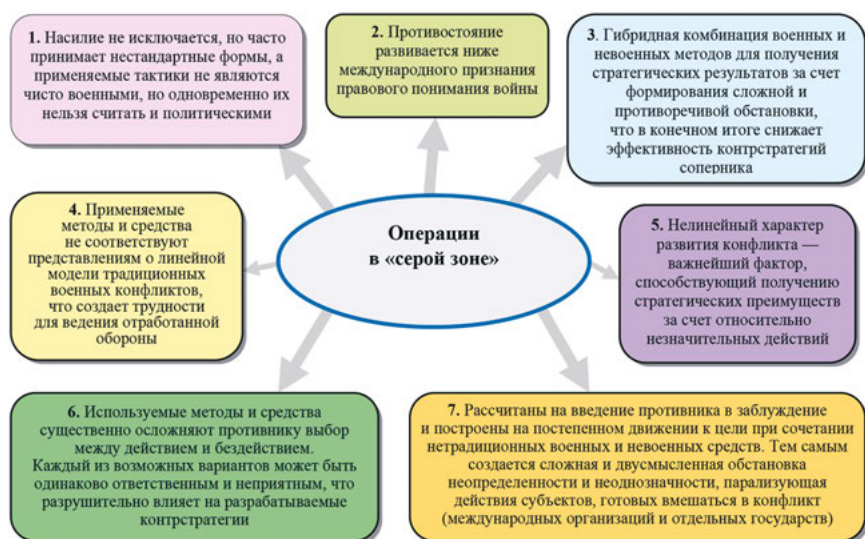 1. Насилие не исключается, но часто
принимает нестандартные формы, а
применяемые тактики не являются
чисто военными, но одновременно их
нельзя считать и политическими
2. Противостояние
развивается ниже
международного признания
правового понимания войны
3. Гибридная комбинация военных и
невоенных методов для получения
стратегических результатов за счет
формирования сложной и
противоречивой обстановки,
что в конечном итоге снижает
эффективность контрстратегий
соперника
4. Применяемые
методы и средства
не соответствуют
представлениям о линейной
модели традиционных
военных конфликтов,
что создает трудности
для ведения отработанной
обороны
Операции
в «серой зоне»
5. Нелинейный характер
развития конфликта —
важнейший фактор,
способствующий получению
стратегических преимуществ
за счет относительно
незначительных действий
6. Используемые методы и средства
существенно осложняют противнику выбор
между действием и бездействием.
Каждый из возможных вариантов может быть
одинаково ответственным и неприятным, что
разрушительно влияет на разрабатываемые
контрстратегии
7. Рассчитаны на введение противника в заблуждение
и построены на постепенном движении к цели при сочетании
нетрадиционных военных и невоенных средств. Тем самым
создается сложная и двусмысленная обстановка
неопределенности и неоднозначности, парализующая
действия субъектов, готовых вмешаться в конфликт
(международных организаций и отдельных государств)